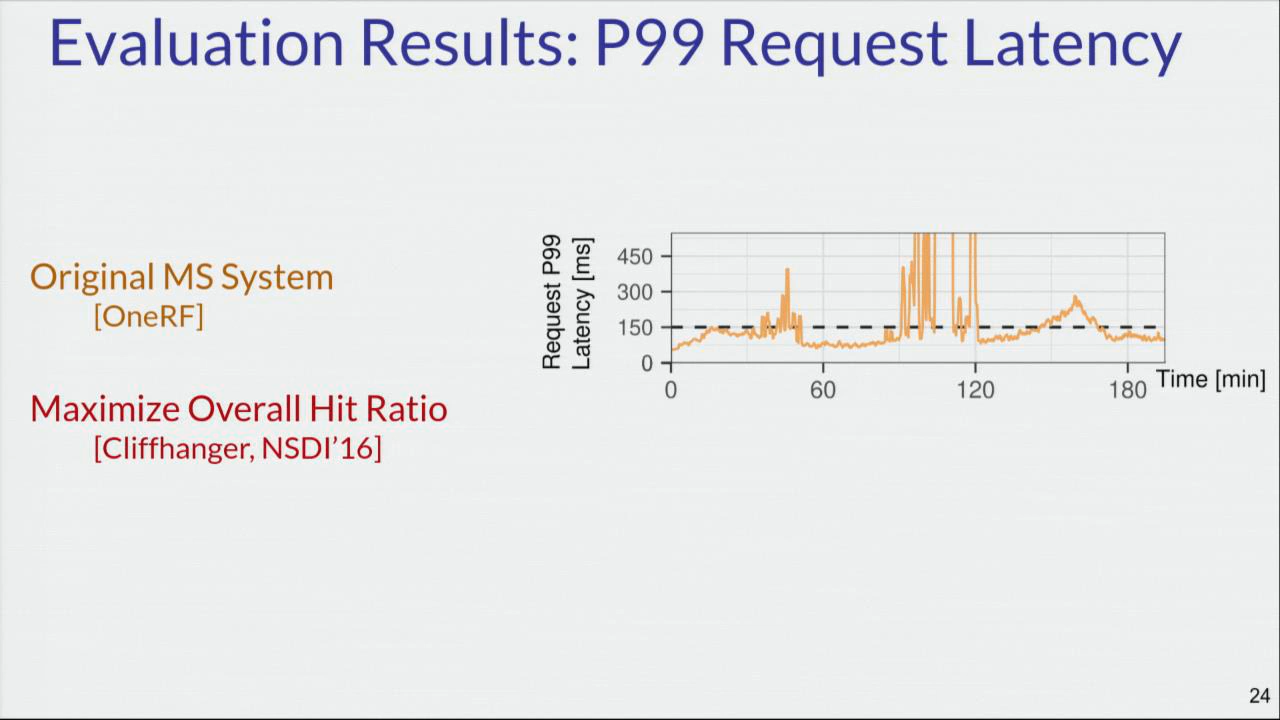 Evaluation Results: P99 Request Latency
Original MS System
[OneRF]
Maximize Overall Hit Ratio
[Cliffhanger, NSDI’16]
Request P99
Latency [ms]
450
300
150
0
0
60
120
180
Time [min]
24